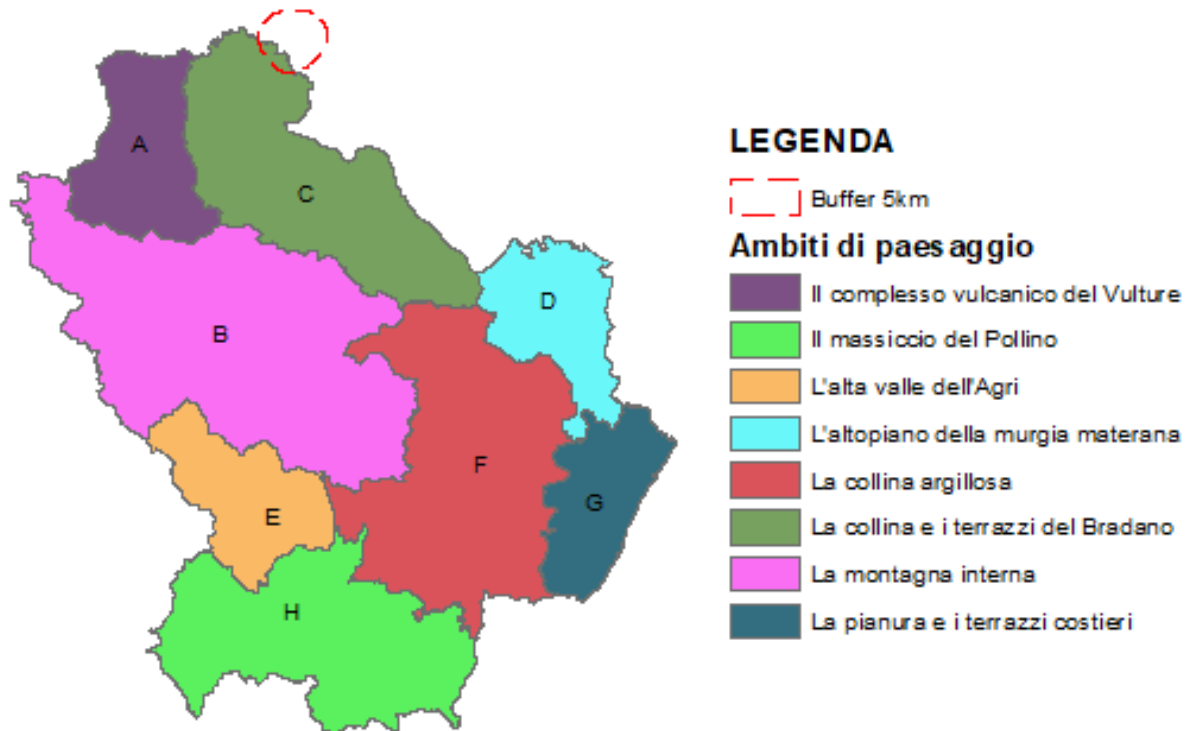 A
C
B
D
F
G
E
H
LEGENDA
Buffer 5km
Ambiti di paesaggio
Il complesso vulcanico del Vulture
Il massiccio del Pollino
L'alta valle dell'Agri
L'altopiano della murgia materana
La collina argillosa
La collina e i terrazzi del Bradano
La montagna interna
La pianura e i terrazzi costieri